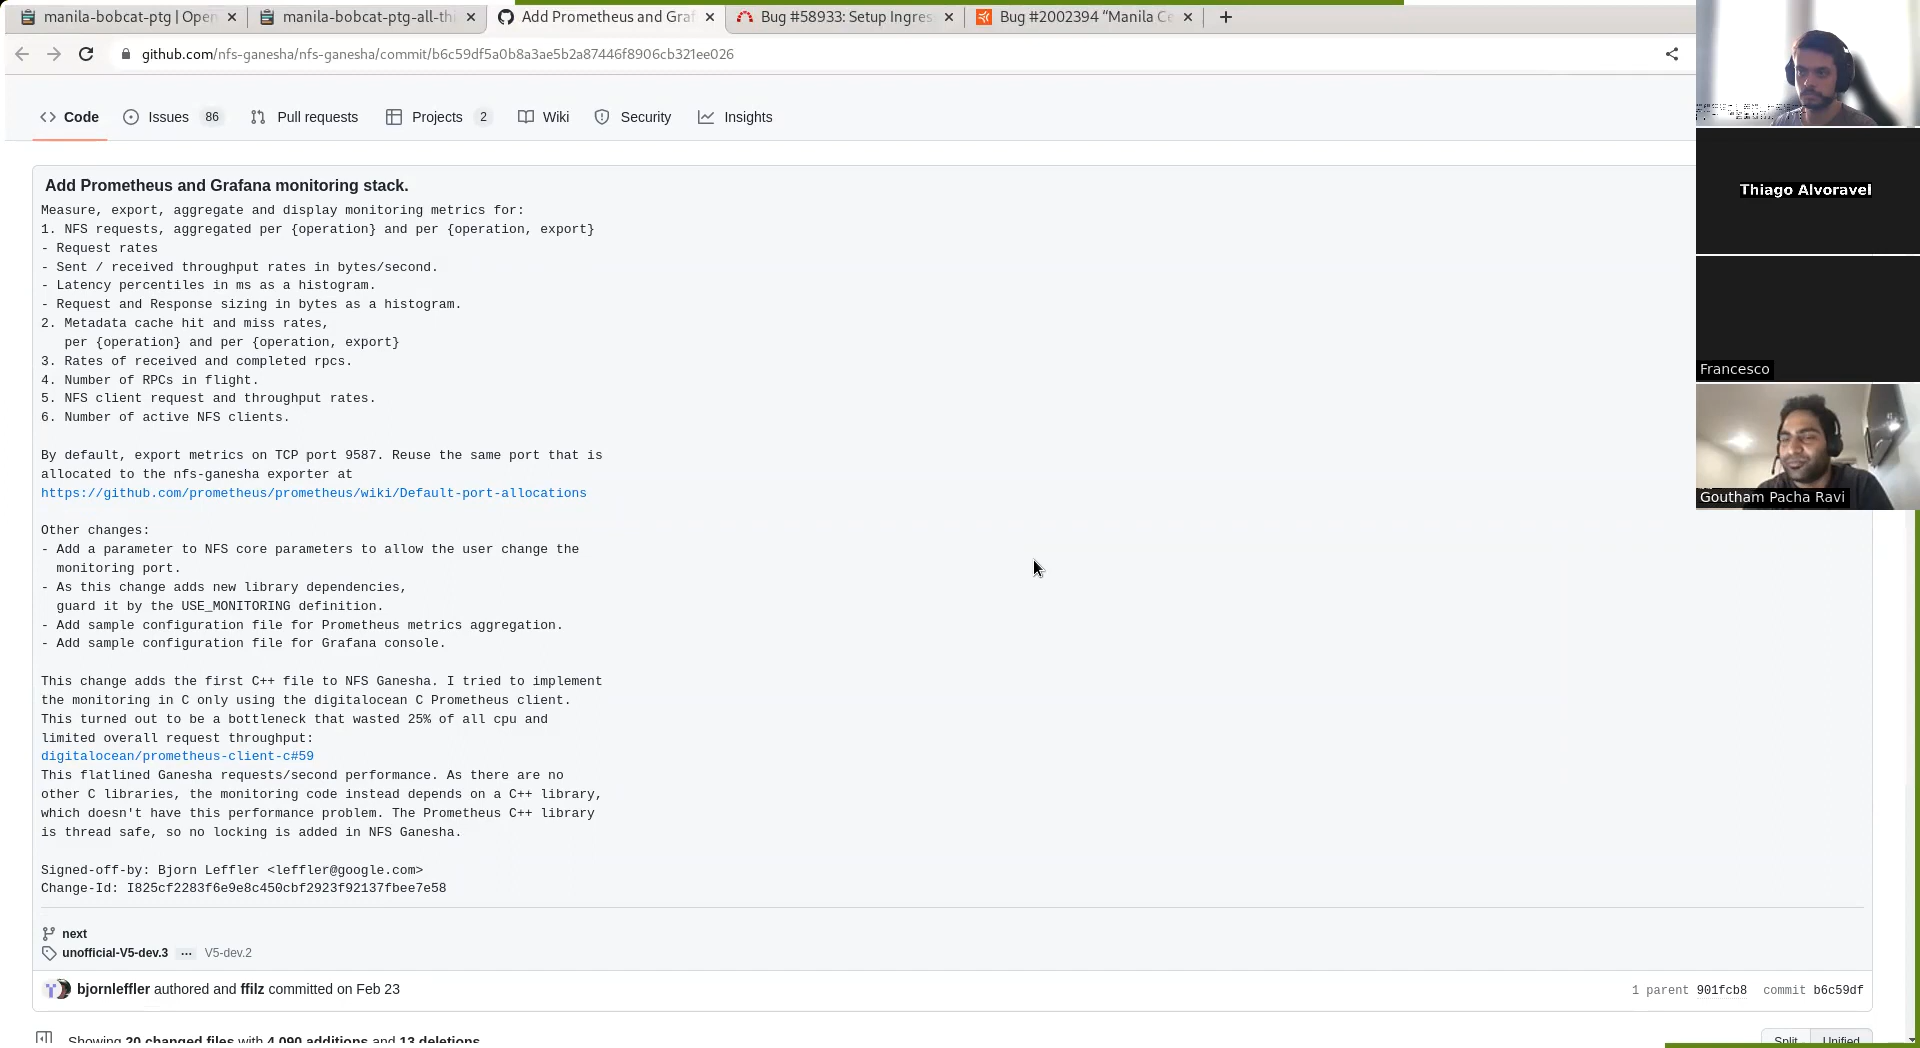 manila-bobcat-ptg | Open
manila-bobcat-ptg-all-thi
Add Prometheus and Graf
Bug #58933: Setup Ingres
Bug #2002394 “Manila Ce
github.com/nfs-ganesha/nfs-ganesha/commit/b6c59df5a0b8a3ae5b2a87446f8906cb321ee026
Code
Issues 86
Pull requests
Projects 2
Wiki
Security
Insights
Add Prometheus and Grafana monitoring stack.
Measure, export, aggregate and display monitoring metrics for:
1. NFS requests, aggregated per {operation} and per {operation, export}
- Request rates
- Sent / received throughput rates in bytes/second.
- Latency percentiles in ms as a histogram.
- Request and Response sizing in bytes as a histogram.
2. Metadata cache hit and miss rates,
per {operation} and per {operation, export}
3. Rates of received and completed rpcs.
4. Number of RPCs in flight.
5. NFS client request and throughput rates.
6. Number of active NFS clients.
By default, export metrics on TCP port 9587. Reuse the same port that is
allocated to the nfs-ganesha exporter at
https://github.com/prometheus/prometheus/wiki/Default-port-allocations
Other changes:
- Add a parameter to NFS core parameters to allow the user change the
monitoring port.
- As this change adds new library dependencies,
guard it by the USE_MONITORING definition.
- Add sample configuration file for Prometheus metrics aggregation.
- Add sample configuration file for Grafana console.
This change adds the first C++ file to NFS Ganesha. I tried to implement
the monitoring in C only using the digitalocean C Prometheus client.
This turned out to be a bottleneck that wasted 25% of all cpu and
limited overall request throughput:
digitalocean/prometheus-client-c#59
This flatlined Ganesha requests/second performance. As there are no
other C libraries, the monitoring code instead depends on a C++ library,
which doesn't have this performance problem. The Prometheus C++ library
is thread safe, so no locking is added in NFS Ganesha.
Signed-off-by: Bjorn Leffler <leffler@google.com>
Change-Id: I825cf2283f6e9e8c450cbf2923f92137fbee7e58
next
unofficial-V5-dev.3 ... V5-dev.2
bjornleffler authored and ffilz committed on Feb 23
1 parent 901fcb8 commit b6c59df
Showing 20 changed files with 4,090 additions and 13 deletions.
Split Unified
Thiago Alvoravel
Francesco
Goutham Pacha Ravi